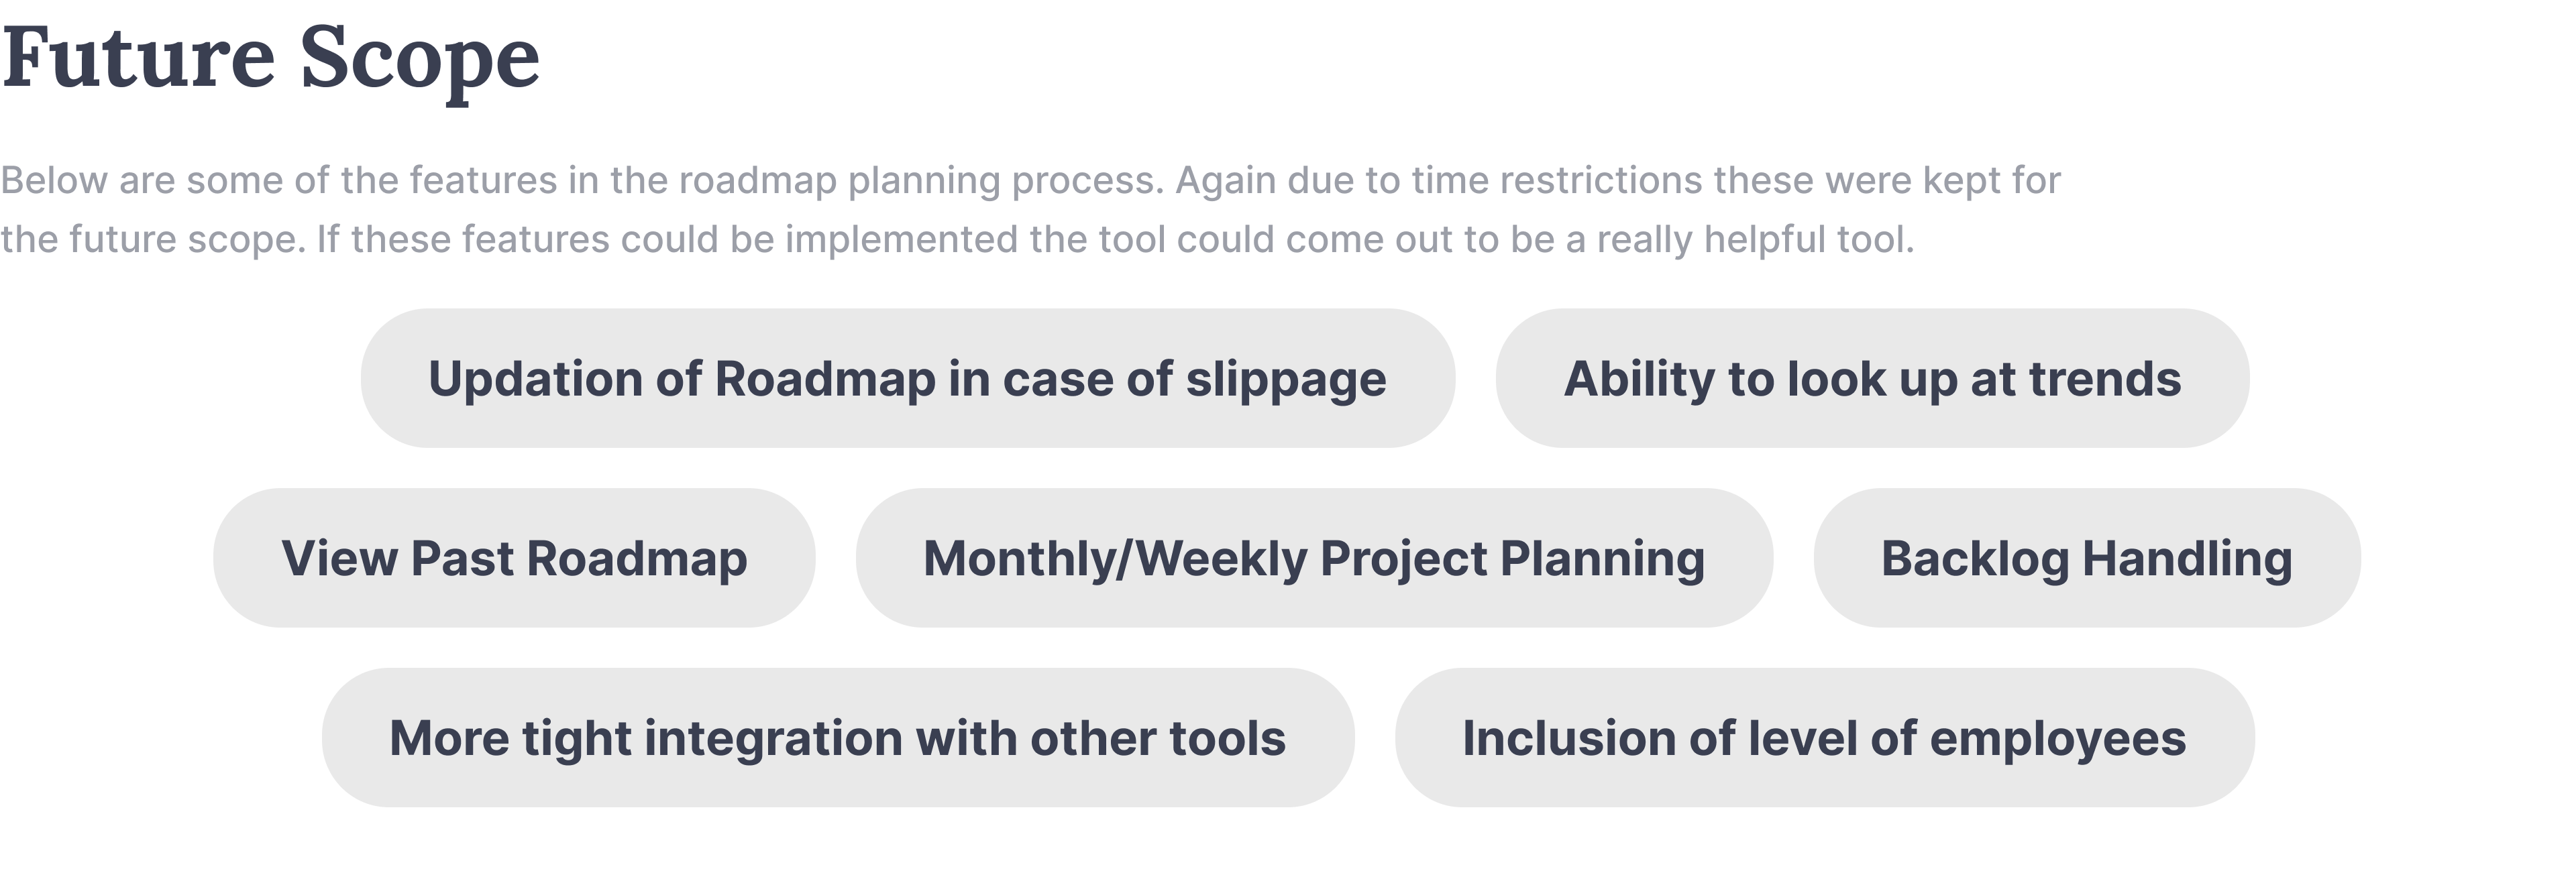 Future Scope
Below are some of the features in the roadmap planning process. Again due to time restrictions these were kept for
the future scope. If these features could be implemented the tool could come out to be a really helpful tool.
Updation of Roadmap in case of slippage
Ability to look up at trends
View Past Roadmap
Monthly/Weekly Project Planning
Backlog Handling
More tight integration with other tools
Inclusion of level of employees